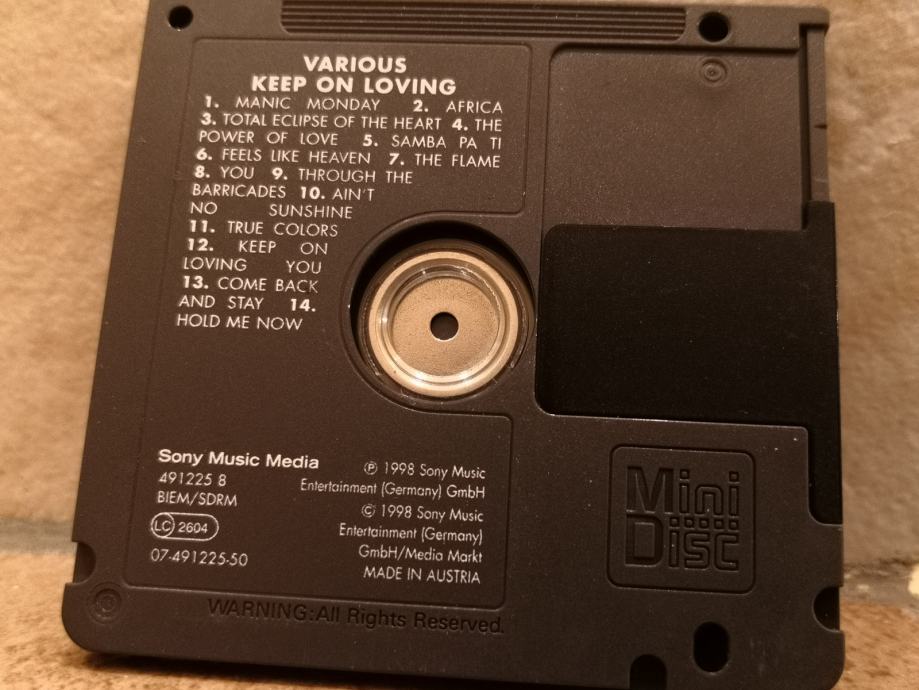 VARIOUS
KEEP ON LOVING
1. MANIC MONDAY 2. AFRICA
3. TOTAL ECLIPSE OF THE HEART 4. THE
POWER OF LOVE 5. SAMBA PA TI
6. FEELS LIKE HEAVEN 7. THE FLAME
8. YOU 9. THROUGH THE
BARRICADES 10. AIN'T
NO SUNSHINE
11. TRUE COLORS
12. KEEP ON
LOVING YOU
13. COME BACK
AND STAY 14.
HOLD ME NOW
Sony Music Media
491225 8
BIEM/SDRM
LC 2604
07-491225-50
℗ 1998 Sony Music
Entertainment (Germany) GmbH
© 1998 Sony Music
Entertainment (Germany)
GmbH/Media Markt
MADE IN AUSTRIA
Mini
Disc
WARNING:All Rights Reserved.